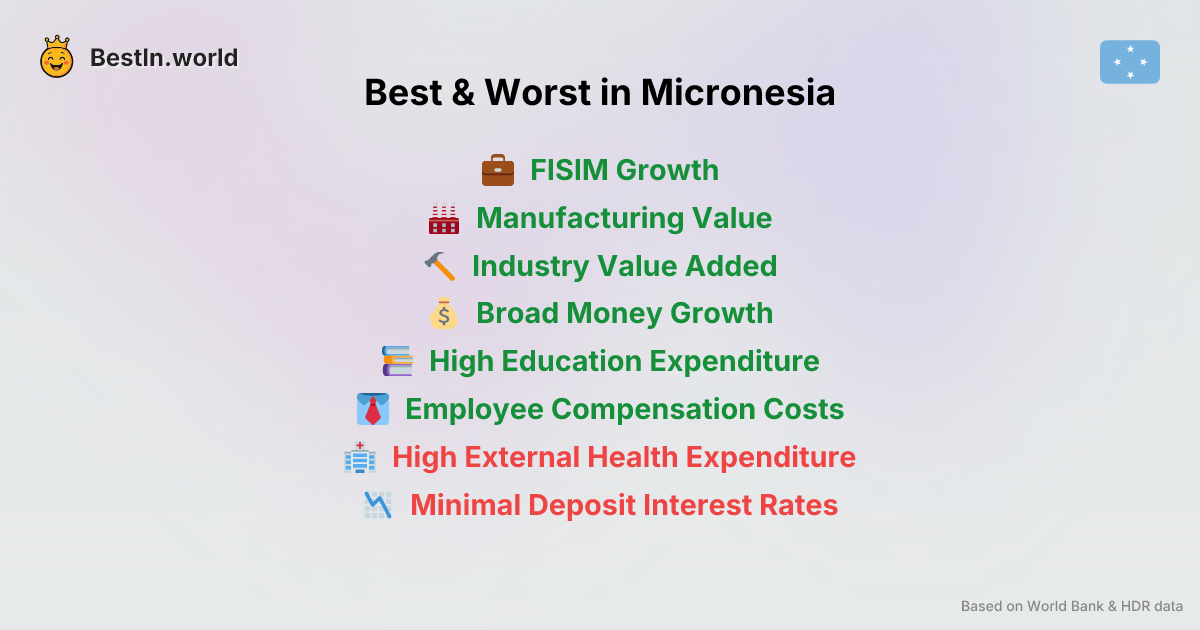 BestIn.world
Best & Worst in Micronesia
FISIM Growth
Manufacturing Value
Industry Value Added
Broad Money Growth
High Education Expenditure
Employee Compensation Costs
High External Health Expenditure
Minimal Deposit Interest Rates
Based on World Bank & HDR data